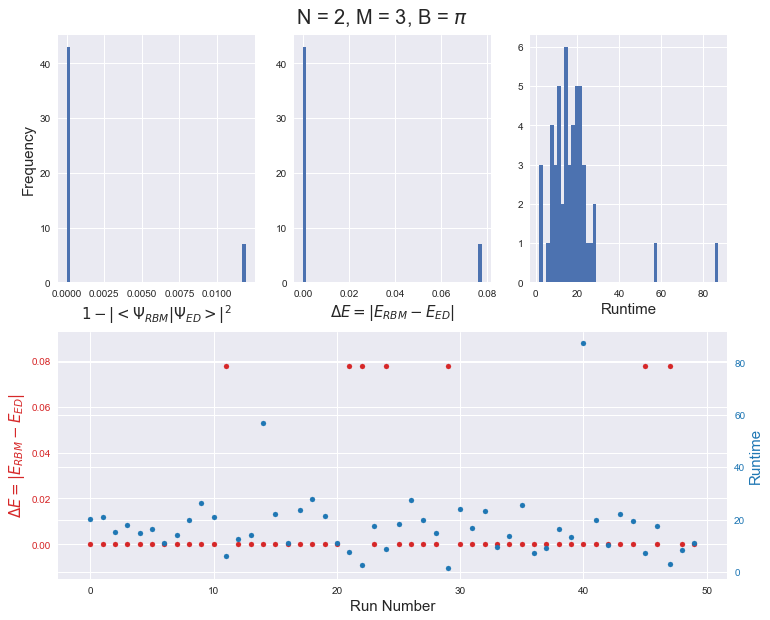 N = 2, M = 3, B = π
Frequency
40
30
20
10
0
0.0000 0.0025 0.0050 0.0075 0.0100
1 − |< Ψ_RBM|Ψ_ED >|²
40
30
20
10
0
0.00 0.02 0.04 0.06 0.08
ΔE = |E_RBM − E_ED|
6
5
4
3
2
1
0
0 20 40 60 80
Runtime
ΔE = |E_RBM − E_ED|
0.08
0.06
0.04
0.02
0.00
0 10 20 30 40 50
Run Number
80
60
40
20
0
Runtime